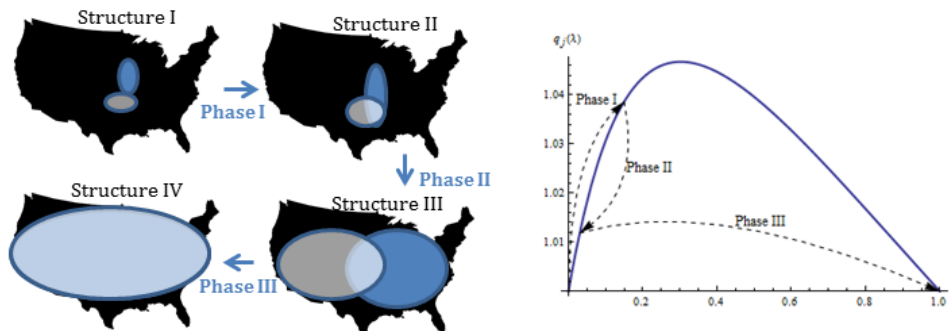 Structure I
Structure II
Phase I
Phase II
Structure IV
Structure III
Phase III
qj(λ)
1.04
1.03
1.02
1.01
Phase I
Phase II
Phase III
0.2
0.4
0.6
0.8
1.0